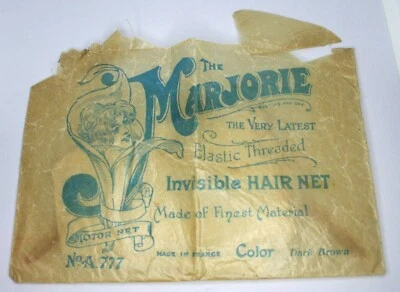 THE
MARJORIE
THE VERY LATEST
Elastic Threaded
Invisible HAIR NET
Made of Finest Material
MOTOR NET
No. A. 777
MADE IN FRANCE Color Dark Brown